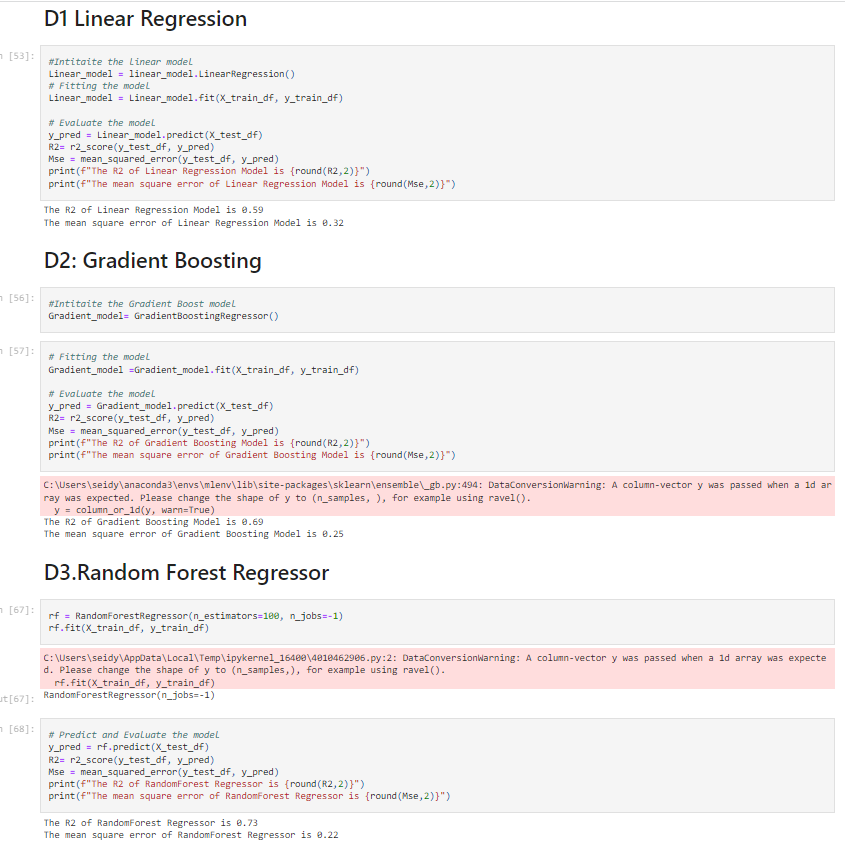 D1 Linear Regression
[53]:
#Intitaite the linear model
Linear_model = linear_model.LinearRegression()
# Fitting the model
Linear_model = Linear_model.fit(X_train_df, y_train_df)
# Evaluate the model
y_pred = Linear_model.predict(X_test_df)
R2= r2_score(y_test_df, y_pred)
Mse = mean_squared_error(y_test_df, y_pred)
print(f"The R2 of Linear Regression Model is {round(R2,2)}")
print(f"The mean square error of Linear Regression Model is {round(Mse,2)}")
The R2 of Linear Regression Model is 0.59
The mean square error of Linear Regression Model is 0.32
D2: Gradient Boosting
[56]:
#Intitaite the Gradient Boost model
Gradient_model= GradientBoostingRegressor()
[57]:
# Fitting the model
Gradient_model =Gradient_model.fit(X_train_df, y_train_df)
# Evaluate the model
y_pred = Gradient_model.predict(X_test_df)
R2= r2_score(y_test_df, y_pred)
Mse = mean_squared_error(y_test_df, y_pred)
print(f"The R2 of Gradient Boosting Model is {round(R2,2)}")
print(f"The mean square error of Gradient Boosting Model is {round(Mse,2)}")
C:\Users\seidy\anaconda3\envs\mlenv\lib\site-packages\sklearn\ensemble\_gb.py:494: DataConversionWarning: A column-vector y was passed when a 1d ar
ray was expected. Please change the shape of y to (n_samples, ), for example using ravel().
y = column_or_1d(y, warn=True)
The R2 of Gradient Boosting Model is 0.69
The mean square error of Gradient Boosting Model is 0.25
D3.Random Forest Regressor
[67]:
rf = RandomForestRegressor(n_estimators=100, n_jobs=-1)
rf.fit(X_train_df, y_train_df)
C:\Users\seidy\AppData\Local\Temp\ipykernel_16400\4010462906.py:2: DataConversionWarning: A column-vector y was passed when a 1d array was expecte
d. Please change the shape of y to (n_samples,), for example using ravel().
rf.fit(X_train_df, y_train_df)
ut[67]: RandomForestRegressor(n_jobs=-1)
[68]:
# Predict and Evaluate the model
y_pred = rf.predict(X_test_df)
R2= r2_score(y_test_df, y_pred)
Mse = mean_squared_error(y_test_df, y_pred)
print(f"The R2 of RandomForest Regressor is {round(R2,2)}")
print(f"The mean square error of RandomForest Regressor is {round(Mse,2)}")
The R2 of RandomForest Regressor is 0.73
The mean square error of RandomForest Regressor is 0.22